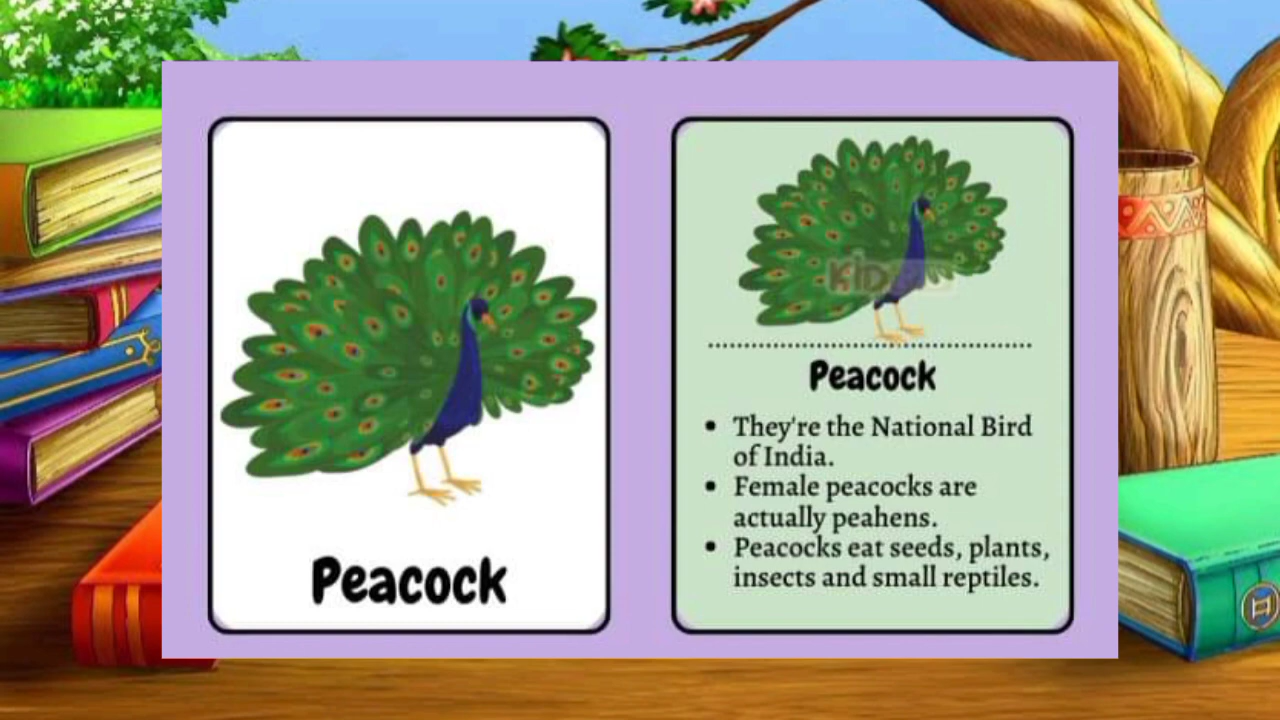 Peacock
KiD
Peacock
• They're the National Bird
of India.
• Female peacocks are
actually peahens.
• Peacocks eat seeds, plants,
insects and small reptiles.